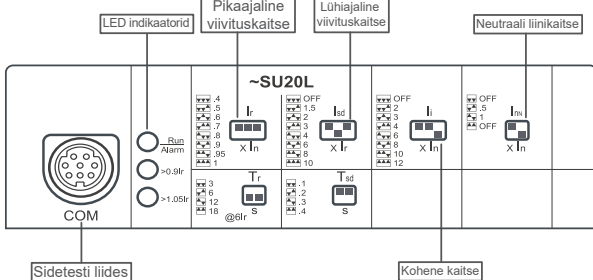 LED indikaatorid
Pikaajaline
viivituskaitse
Lühiajaline
viivituskaitse
Neutraali liinikaitse
~SU20L
Run
Alarm
>0.9Ir
>1.05Ir
COM
.4
.5
.6
.7
.8
.9
.95
1
Ir
x In
OFF
1.5
2
3
4
6
8
10
Isd
x Ir
OFF
2
3
4
6
8
10
12
Ii
x In
OFF
.5
1
OFF
InN
x In
3
6
12
18
Tr
s
@6Ir
.1
.2
.3
.4
Tsd
s
Sidetesti liides
Kohene kaitse